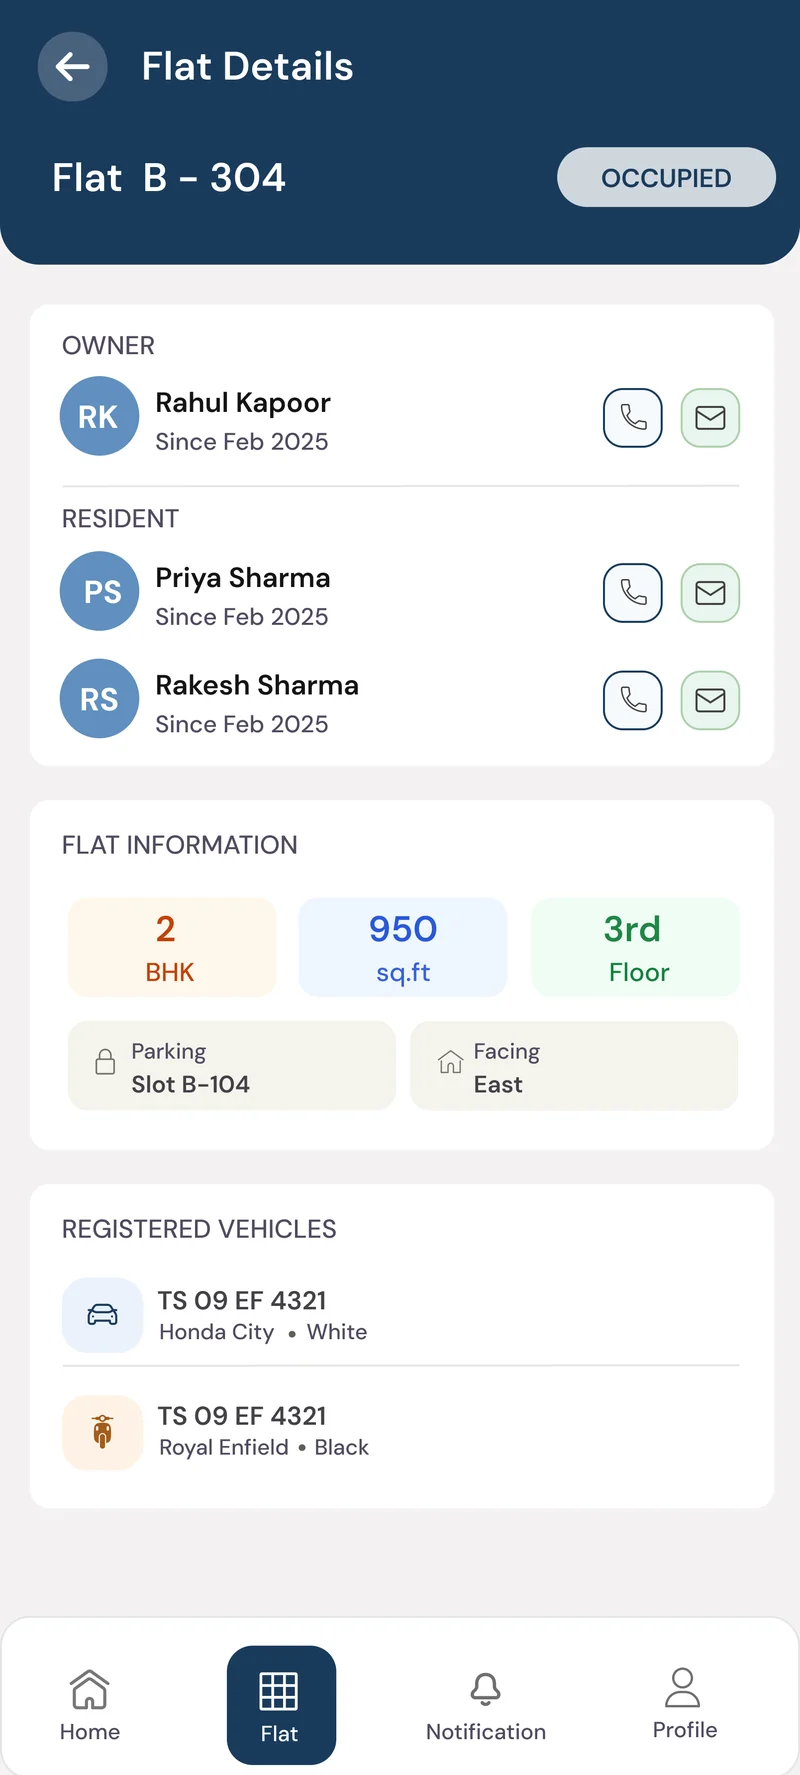 Flat Details
Flat B - 304
OCCUPIED
OWNER
RK
Rahul Kapoor
Since Feb 2025
RESIDENT
PS
Priya Sharma
Since Feb 2025
RS
Rakesh Sharma
Since Feb 2025
FLAT INFORMATION
2
BHK
950
sq.ft
3rd
Floor
Parking
Slot B-104
Facing
East
REGISTERED VEHICLES
TS 09 EF 4321
Honda City • White
TS 09 EF 4321
Royal Enfield • Black
Home
Flat
Notification
Profile